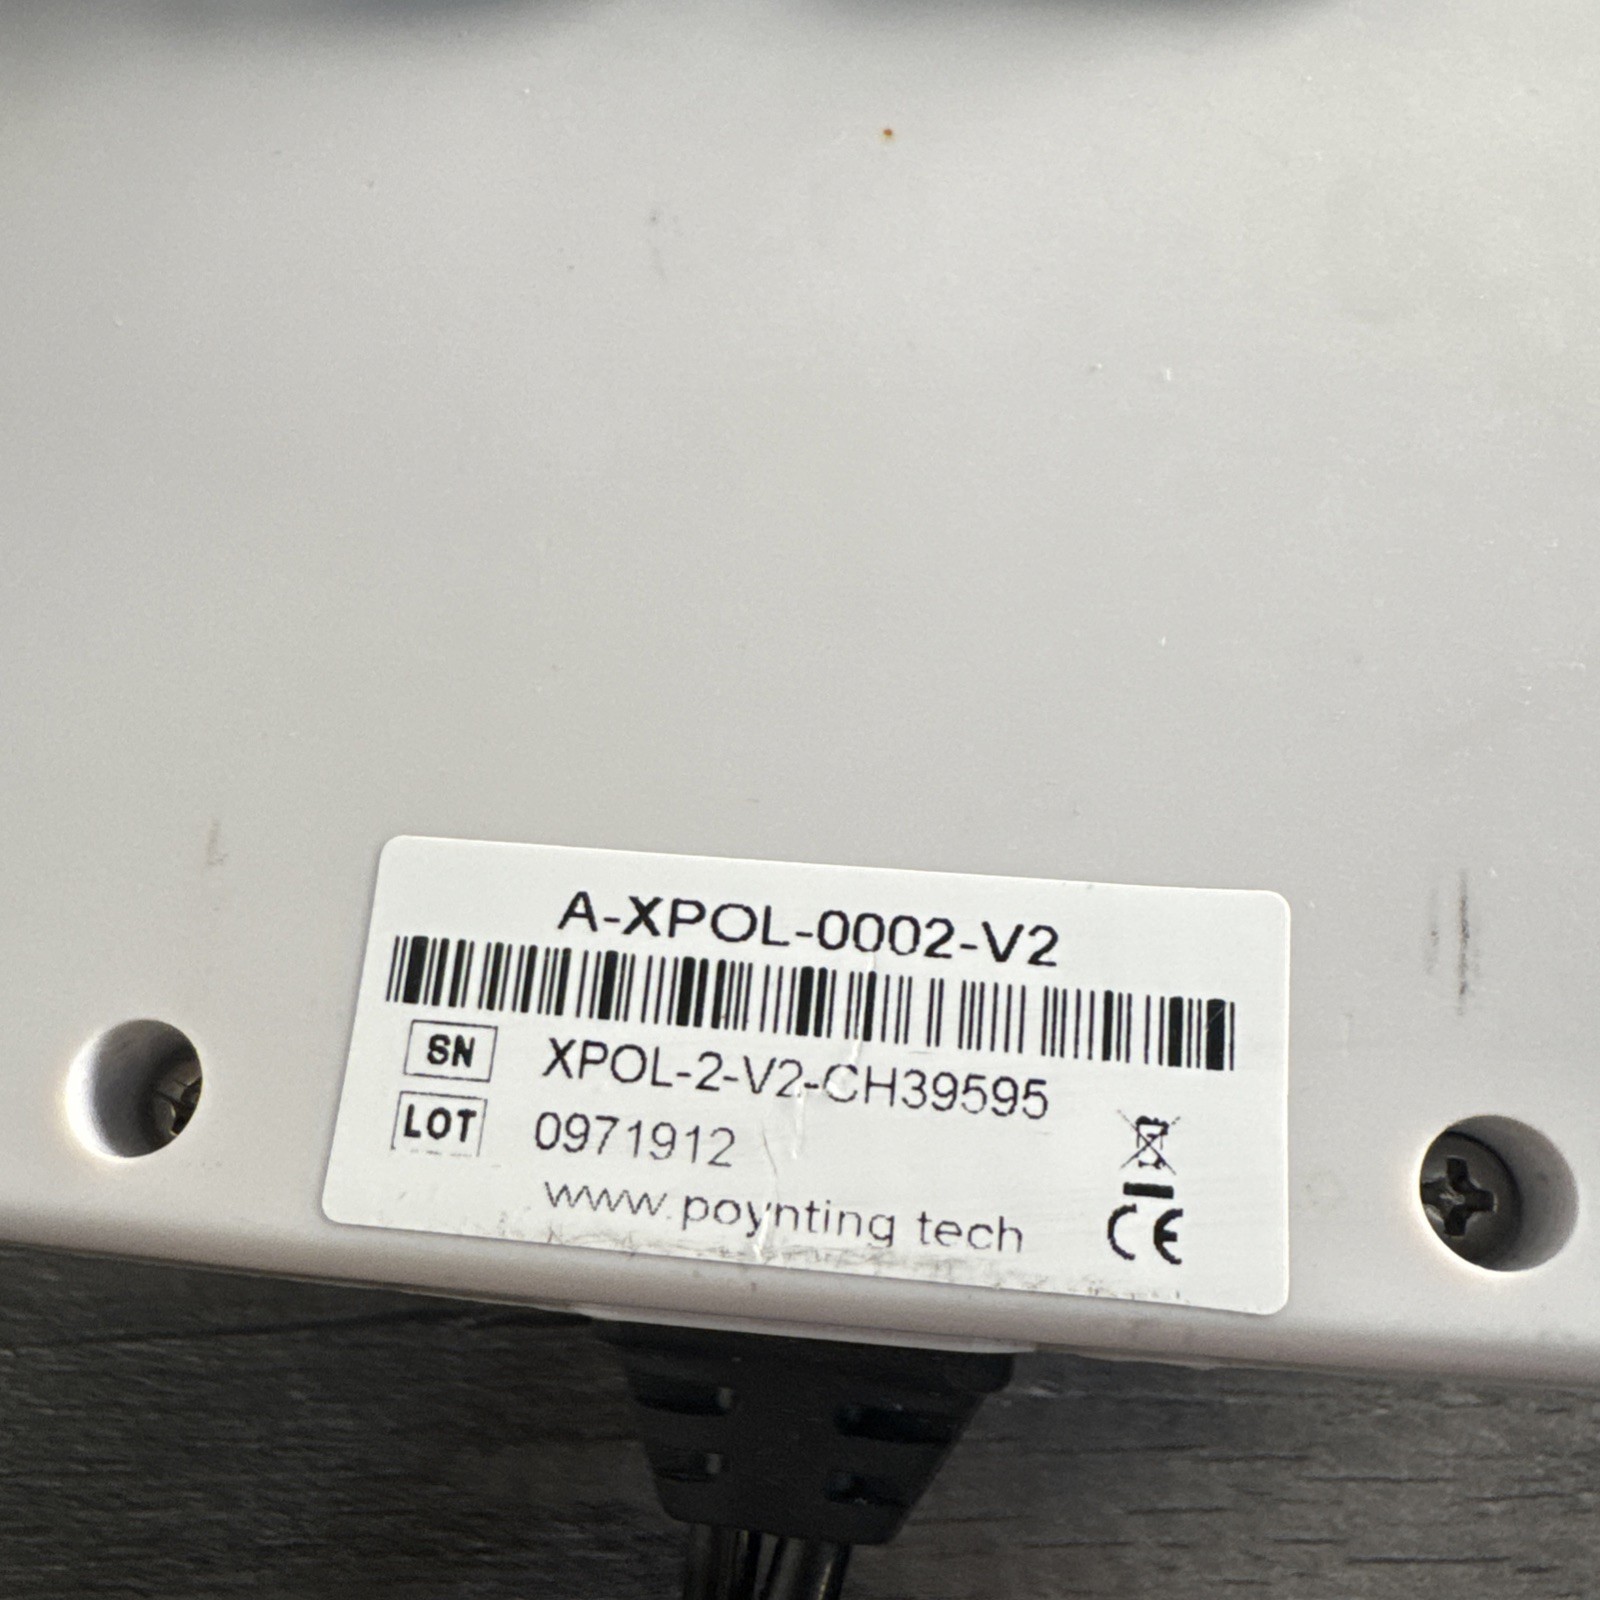 A-XPOL-0002-V2
SN XPOL-2-V2-CH39595
LOT 0971912
www.poynting.tech
CE